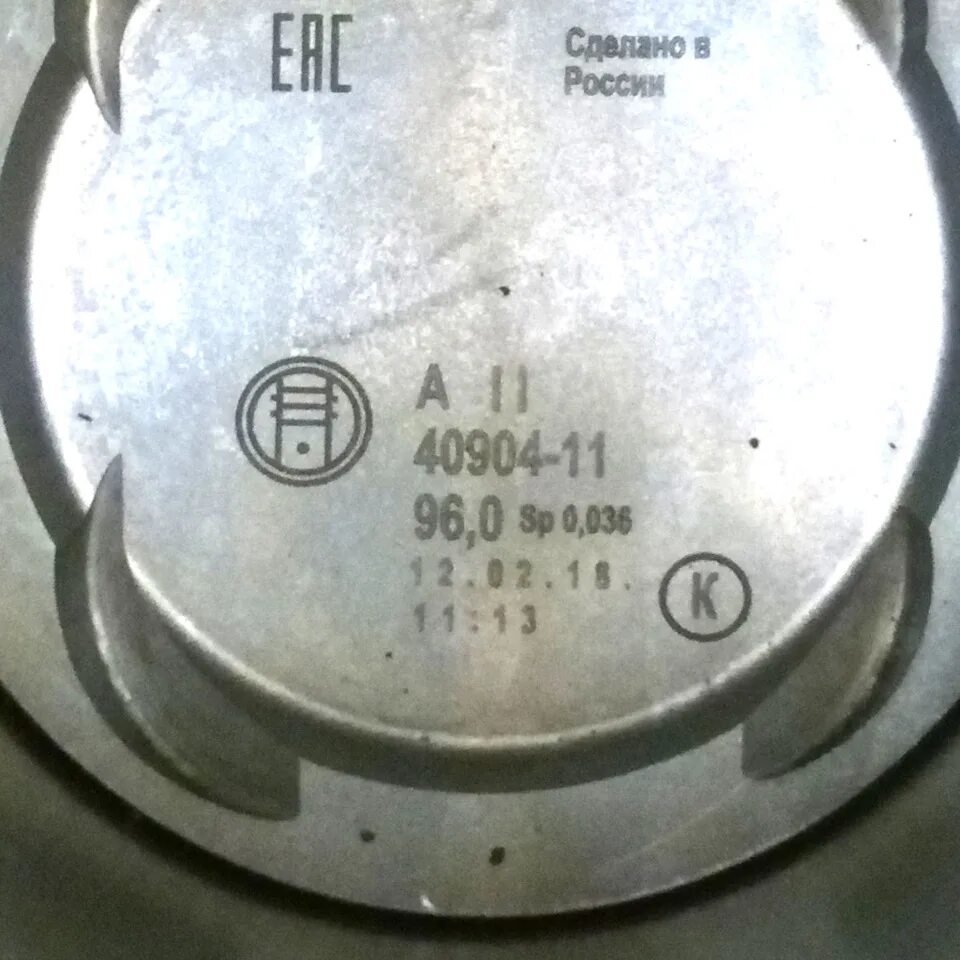 EAC
Сделано в
России
A II
40904-11
96,0 Sp 0,036
12.02.18.
11:13
K